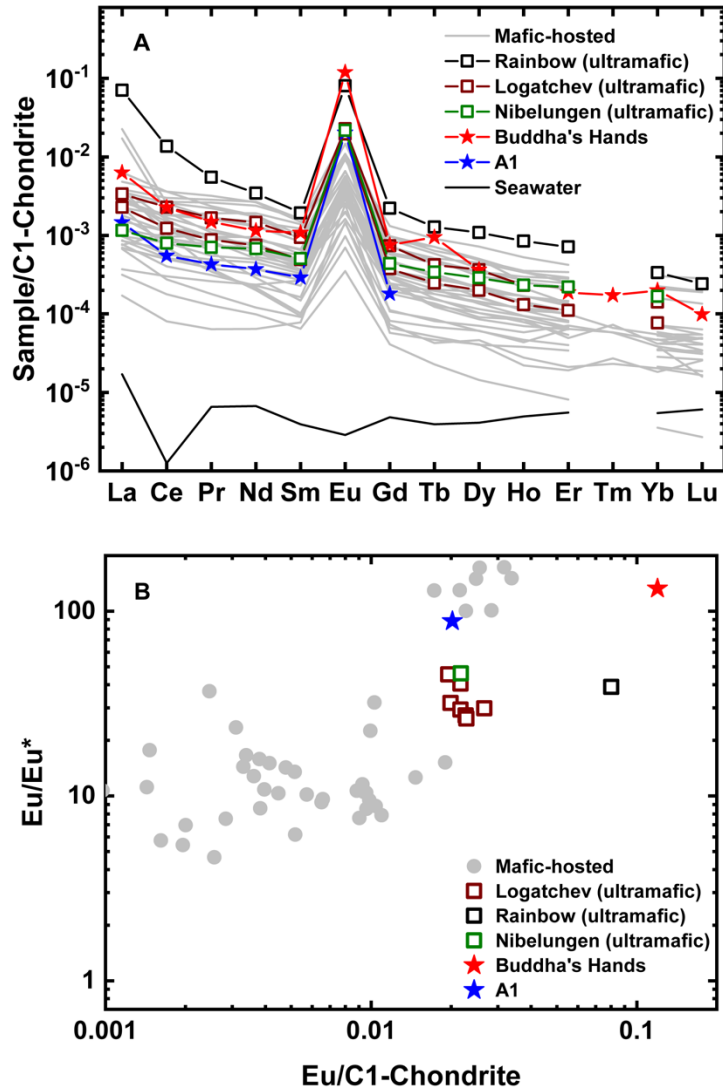 A
Mafic-hosted
Rainbow (ultramafic)
Logatchev (ultramafic)
Nibelungen (ultramafic)
Buddha's Hands
A1
Seawater
Sample/C1-Chondrite
10⁻¹
10⁻²
10⁻³
10⁻⁴
10⁻⁵
10⁻⁶
La Ce Pr Nd Sm Eu Gd Tb Dy Ho Er Tm Yb Lu
B
Eu/Eu*
100
10
1
Mafic-hosted
Logatchev (ultramafic)
Rainbow (ultramafic)
Nibelungen (ultramafic)
Buddha's Hands
A1
0.001 0.01 0.1
Eu/C1-Chondrite